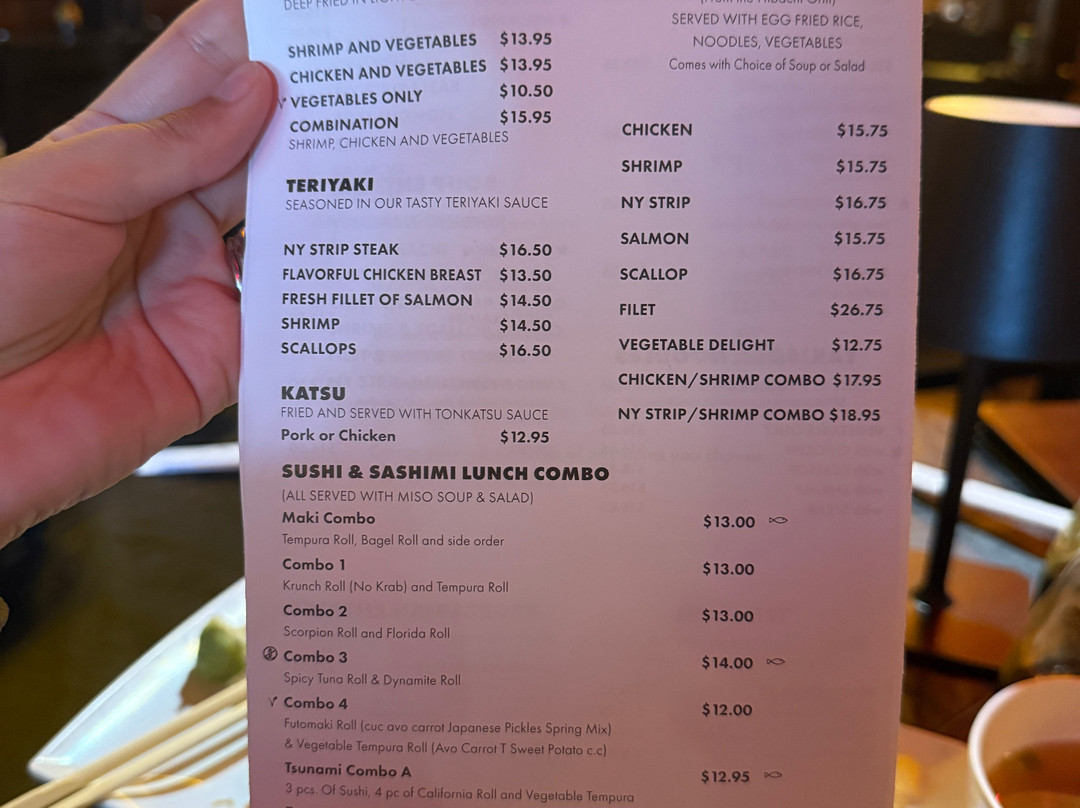 DEEP FRIED IN
SHRIMP AND VEGETABLES $13.95
CHICKEN AND VEGETABLES $13.95
VEGETABLES ONLY $10.50
COMBINATION $15.95
SHRIMP, CHICKEN AND VEGETABLES
TERIYAKI
SEASONED IN OUR TASTY TERIYAKI SAUCE
NY STRIP STEAK $16.50
FLAVORFUL CHICKEN BREAST $13.50
FRESH FILLET OF SALMON $14.50
SHRIMP $14.50
SCALLOPS $16.50
KATSU
FRIED AND SERVED WITH TONKATSU SAUCE
Pork or Chicken $12.95
(From the Hibachi Grill)
SERVED WITH EGG FRIED RICE,
NOODLES, VEGETABLES
Comes with Choice of Soup or Salad
CHICKEN $15.75
SHRIMP $15.75
NY STRIP $16.75
SALMON $15.75
SCALLOP $16.75
FILET $26.75
VEGETABLE DELIGHT $12.75
CHICKEN/SHRIMP COMBO $17.95
NY STRIP/SHRIMP COMBO $18.95
SUSHI & SASHIMI LUNCH COMBO
(ALL SERVED WITH MISO SOUP & SALAD)
Maki Combo $13.00
Tempura Roll, Bagel Roll and side order
Combo 1 $13.00
Krunch Roll (No Krab) and Tempura Roll
Combo 2 $13.00
Scorpion Roll and Florida Roll
Combo 3 $14.00
Spicy Tuna Roll & Dynamite Roll
V Combo 4 $12.00
Futomaki Roll (cuc avo carrot Japanese Pickles Spring Mix)
& Vegetable Tempura Roll (Avo Carrot T Sweet Potato c.c)
Tsunami Combo A $12.95
3 pcs. Of Sushi, 4 pc of California Roll and Vegetable Tempura